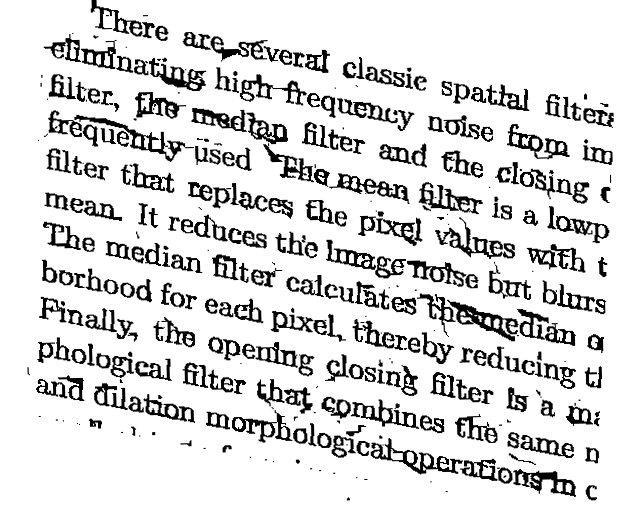 There are several classic spatial filters
eliminating high frequency noise from im
filter, the median filter and the closing
frequently used The mean filter is a lowp
filter that replaces the pixel values with t
mean. It reduces the image noise but blurs
The median filter calculates the median o
borhood for each pixel, thereby reducing t
Finally, the opening closing filter is a ma
phological filter that combines the same n
and dilation morphological operations in